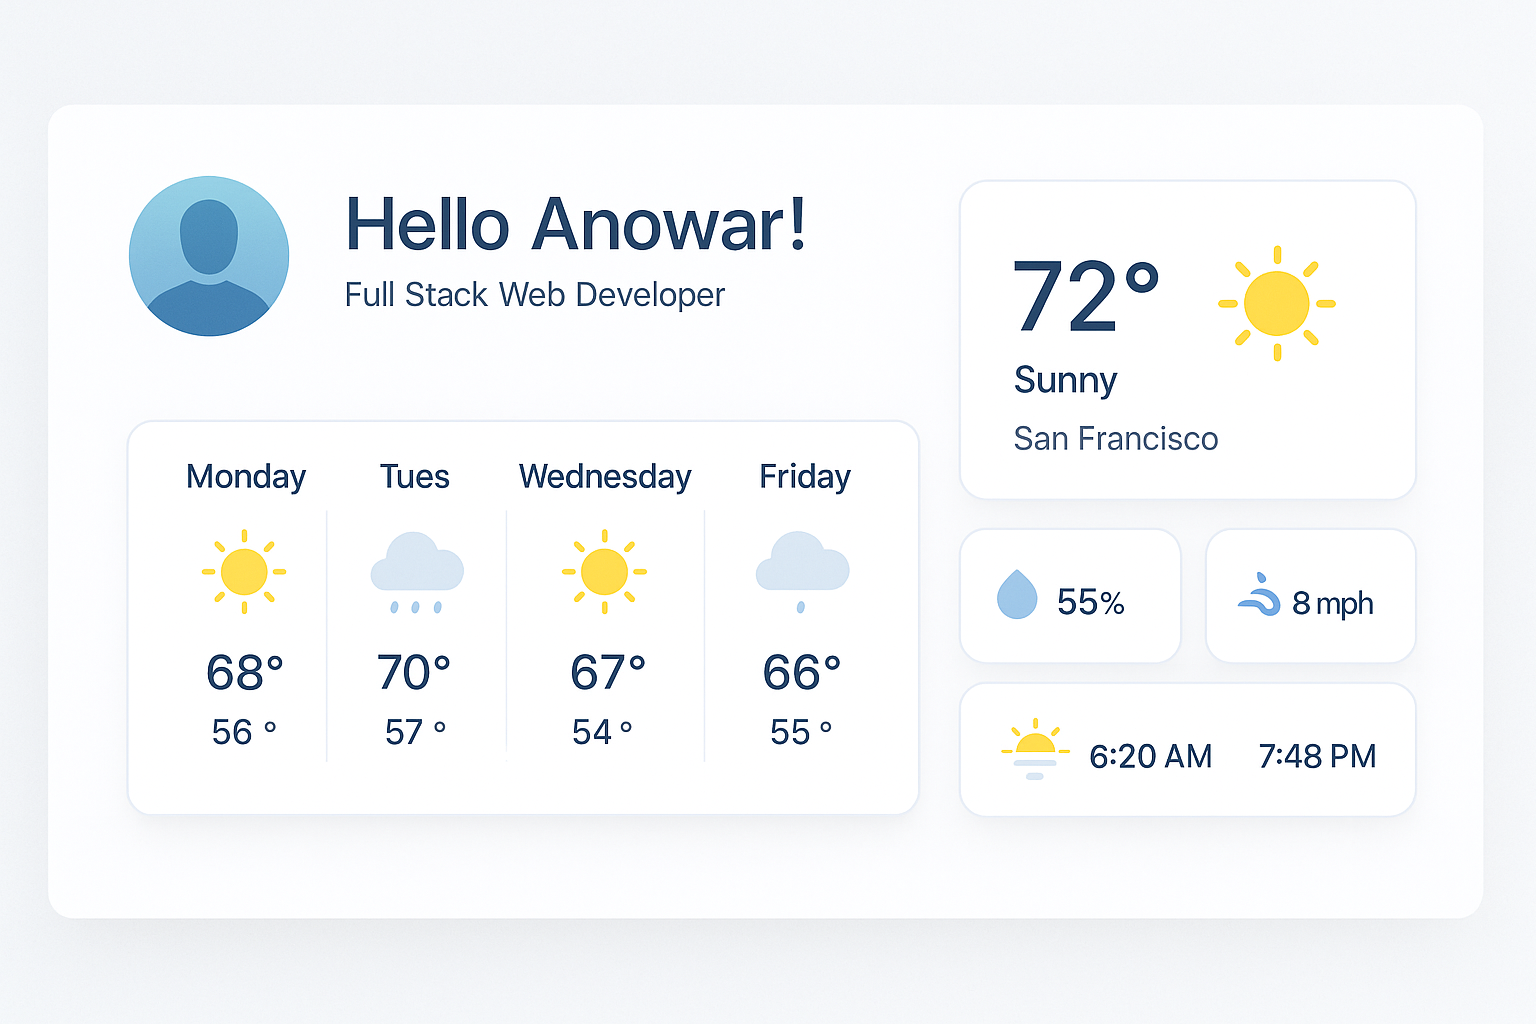 Hello Anowar!
Full Stack Web Developer
72°
Sunny
San Francisco
Monday Tues Wednesday Friday
68° 70° 67° 66°
56 ° 57 ° 54 ° 55 °
55% 8 mph
6:20 AM 7:48 PM